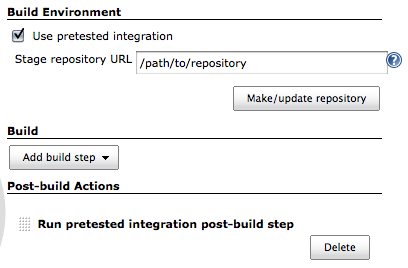 Build Environment
Use pretested integration
Stage repository URL /path/to/repository ?
Make/update repository
Build
Add build step
Post-build Actions
Run pretested integration post-build step
Delete